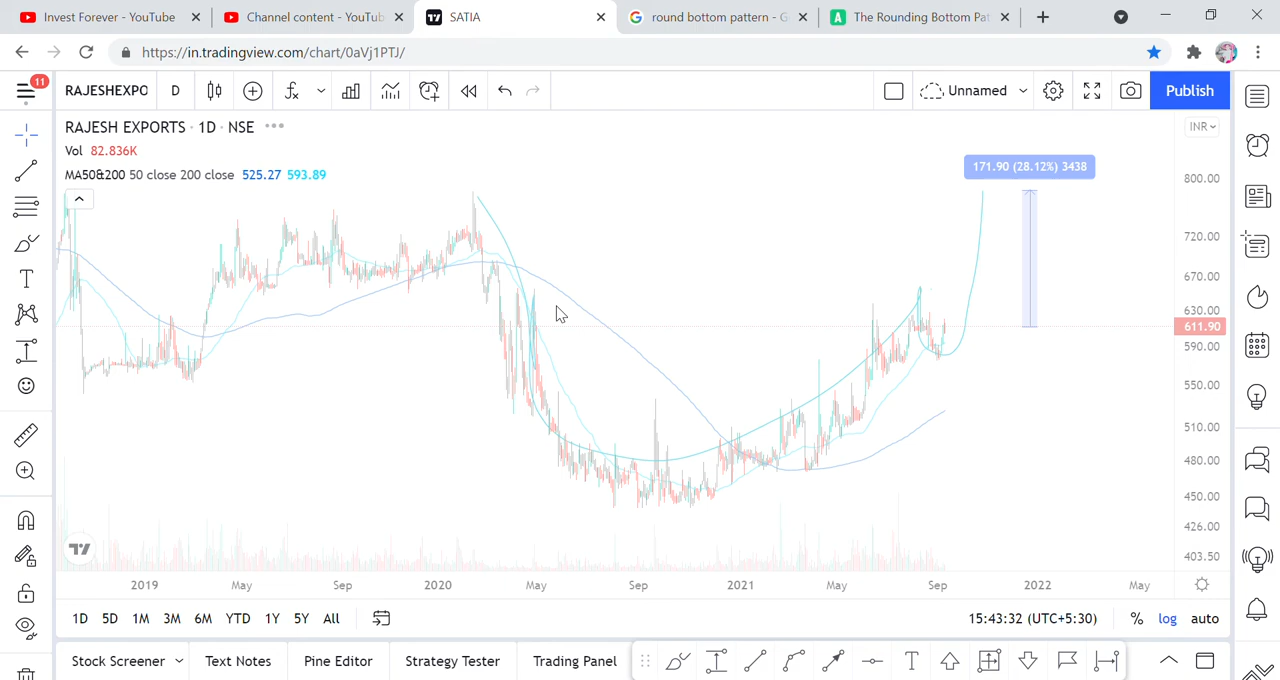 Invest Forever - YouTube
Channel content - YouTub
SATIA
round bottom pattern - G
The Rounding Bottom Pat
https://in.tradingview.com/chart/0aVj1PTJ/
11
RAJESHEXPO
D
Unnamed
Publish
RAJESH EXPORTS · 1D · NSE
INR
Vol 82.836K
MA50&200 50 close 200 close 525.27 593.89
171.90 (28.12%) 3438
800.00
720.00
670.00
630.00
611.90
590.00
550.00
510.00
480.00
450.00
426.00
403.50
2019 May Sep 2020 May Sep 2021 May Sep 2022 May
1D 5D 1M 3M 6M YTD 1Y 5Y All
15:43:32 (UTC+5:30) % log auto
Stock Screener Text Notes Pine Editor Strategy Tester Trading Panel